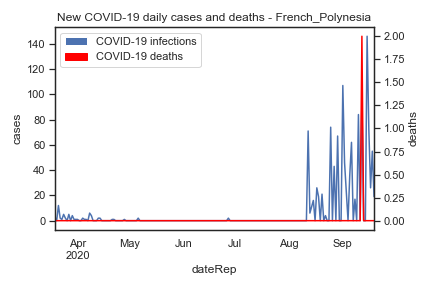 New COVID-19 daily cases and deaths - French_Polynesia
COVID-19 infections
COVID-19 deaths
140
120
100
80
60
40
20
0
cases
2.00
1.75
1.50
1.25
1.00
0.75
0.50
0.25
0.00
deaths
Apr May Jun Jul Aug Sep
2020
dateRep